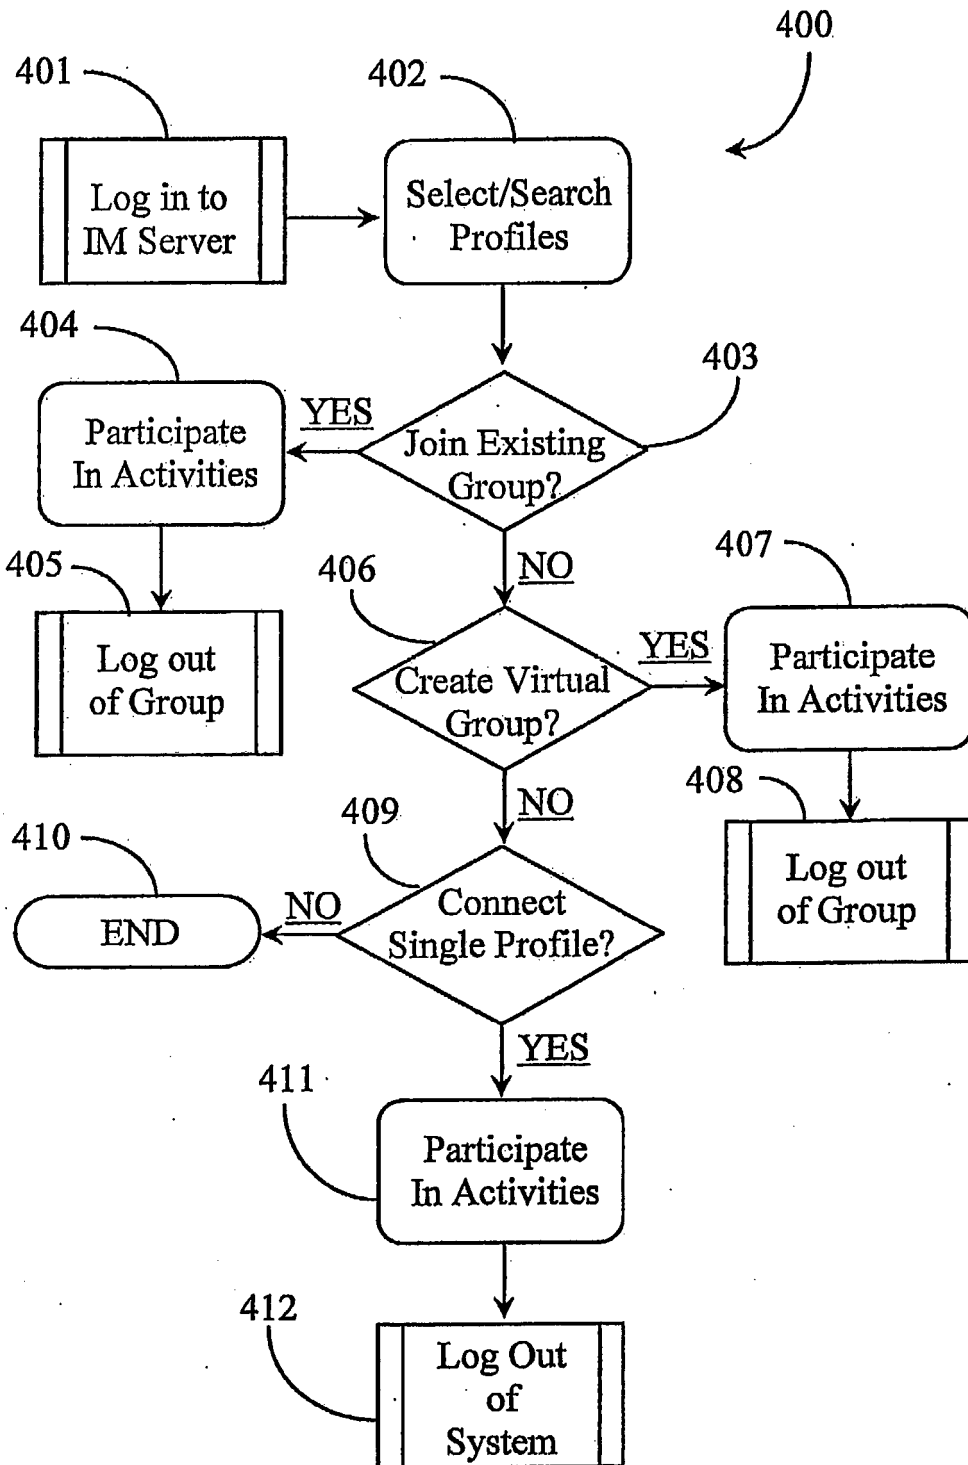 400
401
402
Log in to
IM Server
Select/Search
Profiles
404
403
Participate
In Activities
YES
Join Existing
Group?
405
406
NO
407
Log out
of Group
Create Virtual
Group?
YES
Participate
In Activities
409
NO
408
410
END
NO
Connect
Single Profile?
Log out
of Group
YES
411
Participate
In Activities
412
Log Out
of
System